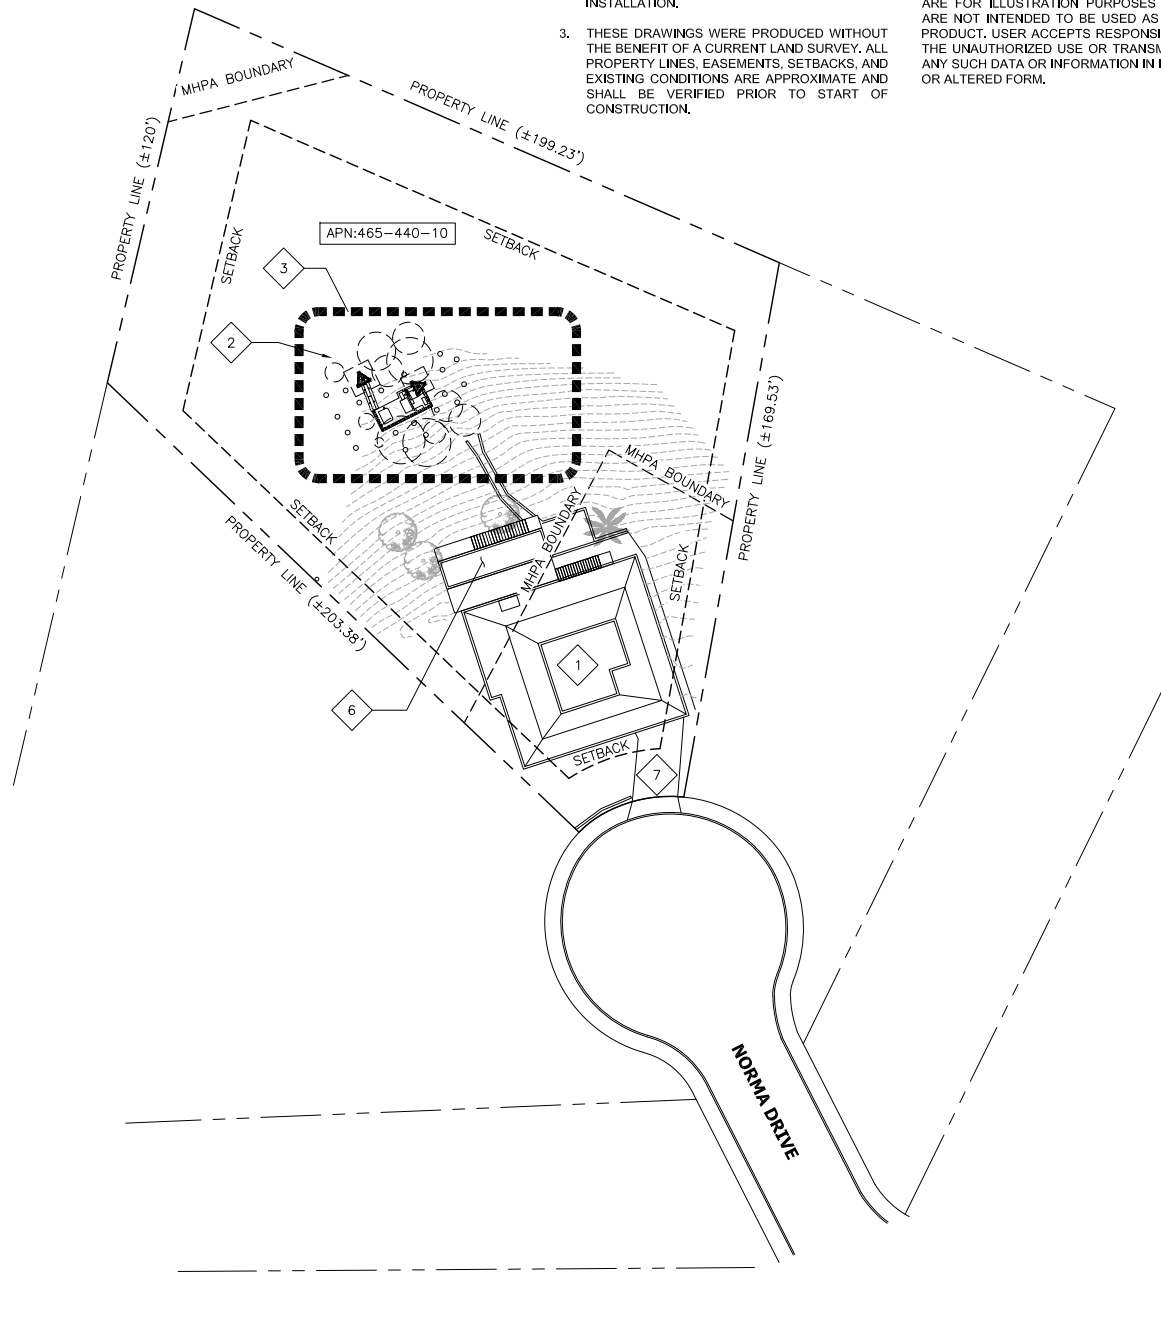 INSTALLATION.
3. THESE DRAWINGS WERE PRODUCED WITHOUT
THE BENEFIT OF A CURRENT LAND SURVEY. ALL
PROPERTY LINES, EASEMENTS, SETBACKS, AND
EXISTING CONDITIONS ARE APPROXIMATE AND
SHALL BE VERIFIED PRIOR TO START OF
CONSTRUCTION.
ARE FOR ILLUSTRATION PURPOSES
ARE NOT INTENDED TO BE USED AS
PRODUCT. USER ACCEPTS
THE UNAUTHORIZED USE OR
ANY SUCH DATA OR INFORMATION IN
OR ALTERED FORM.
MHPA BOUNDARY
PROPERTY LINE (±199.23')
PROPERTY LINE (±120')
SETBACK
APN:465-440-10
SETBACK
3
2
PROPERTY LINE (±169.53')
MHPA BOUNDARY
SETBACK
MHPA BOUNDARY
PROPERTY LINE (±203.38')
SETBACK
1
6
SETBACK
7
NORMA DRIVE